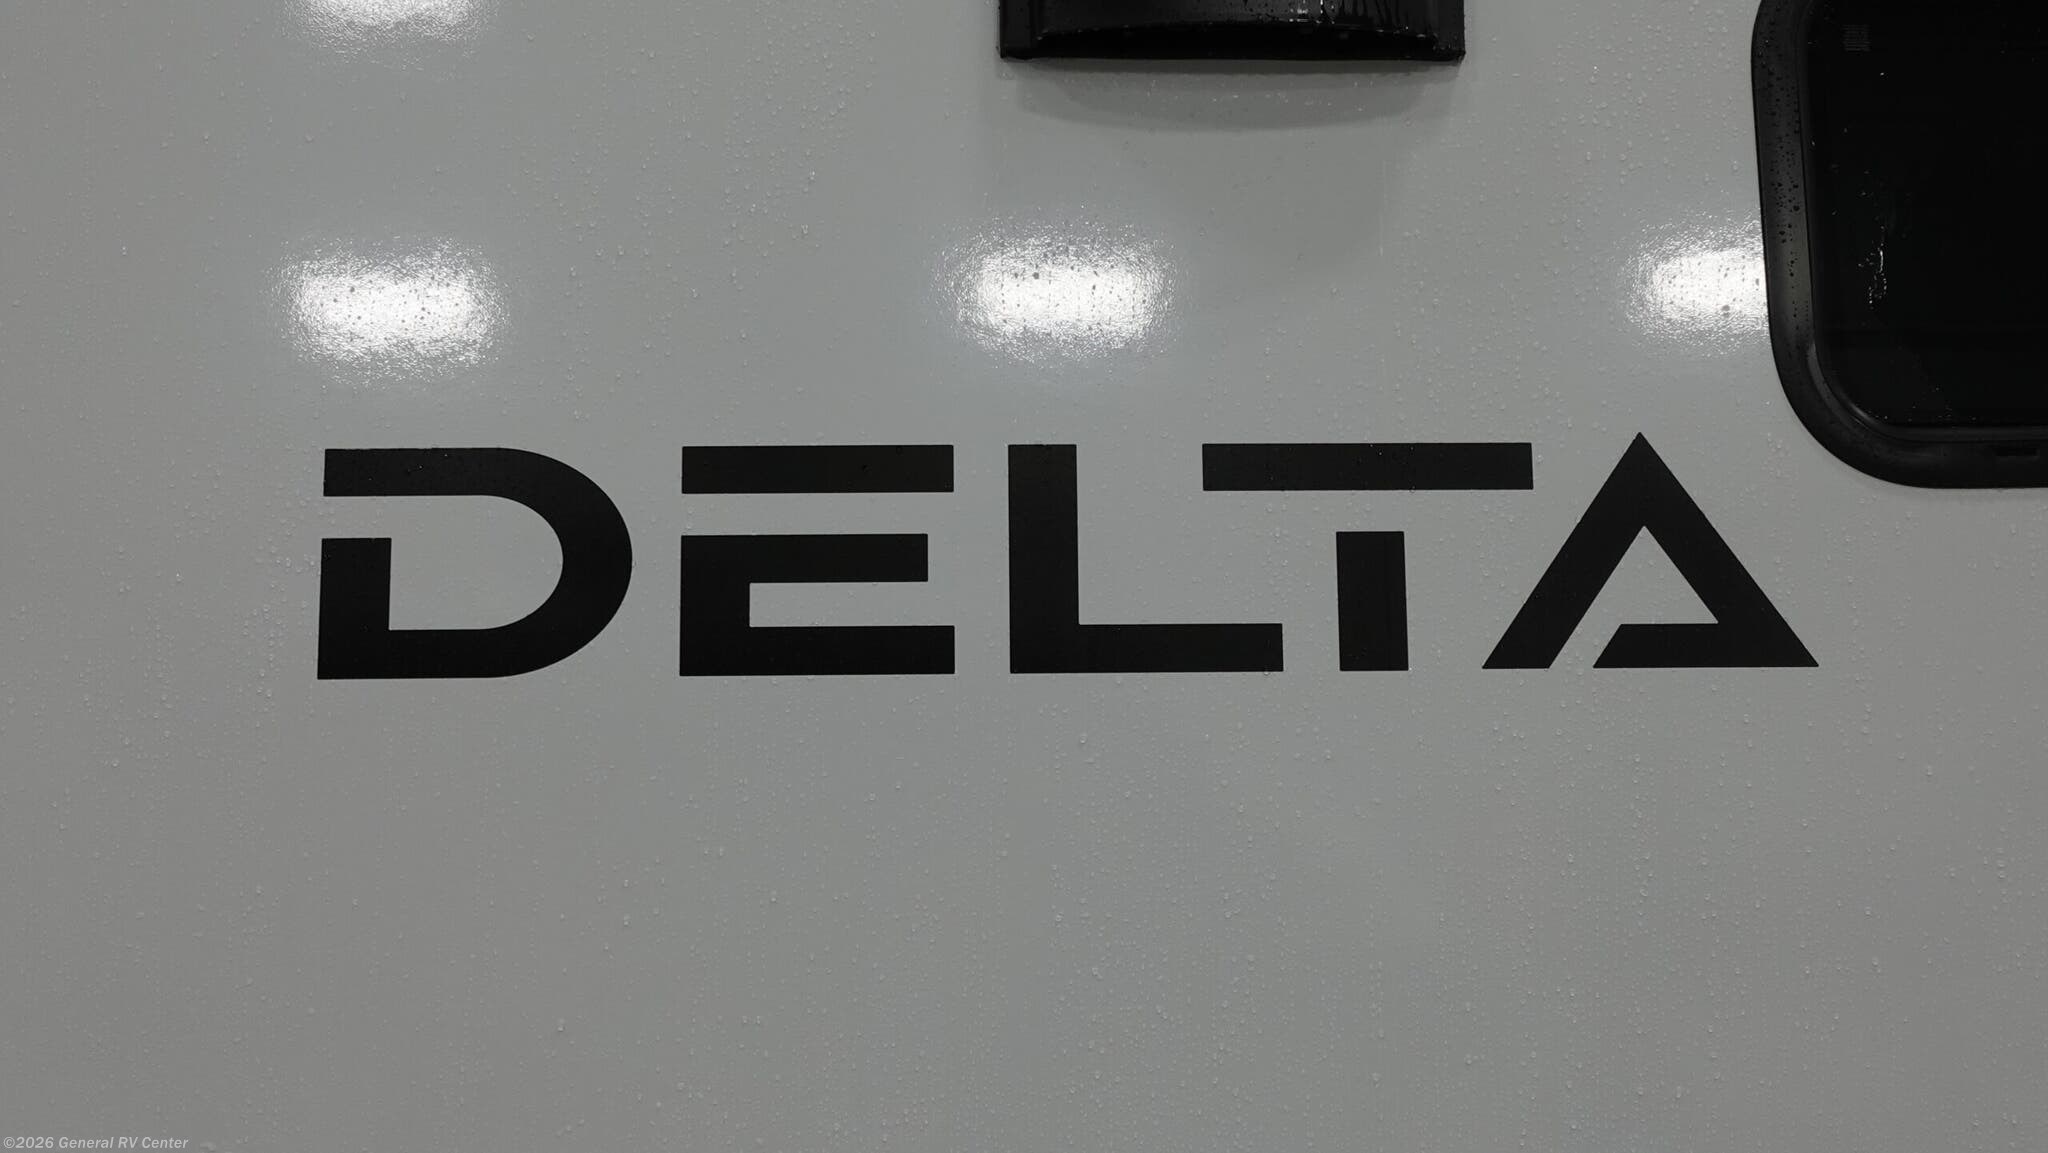 DELTA
©2026 General RV Center